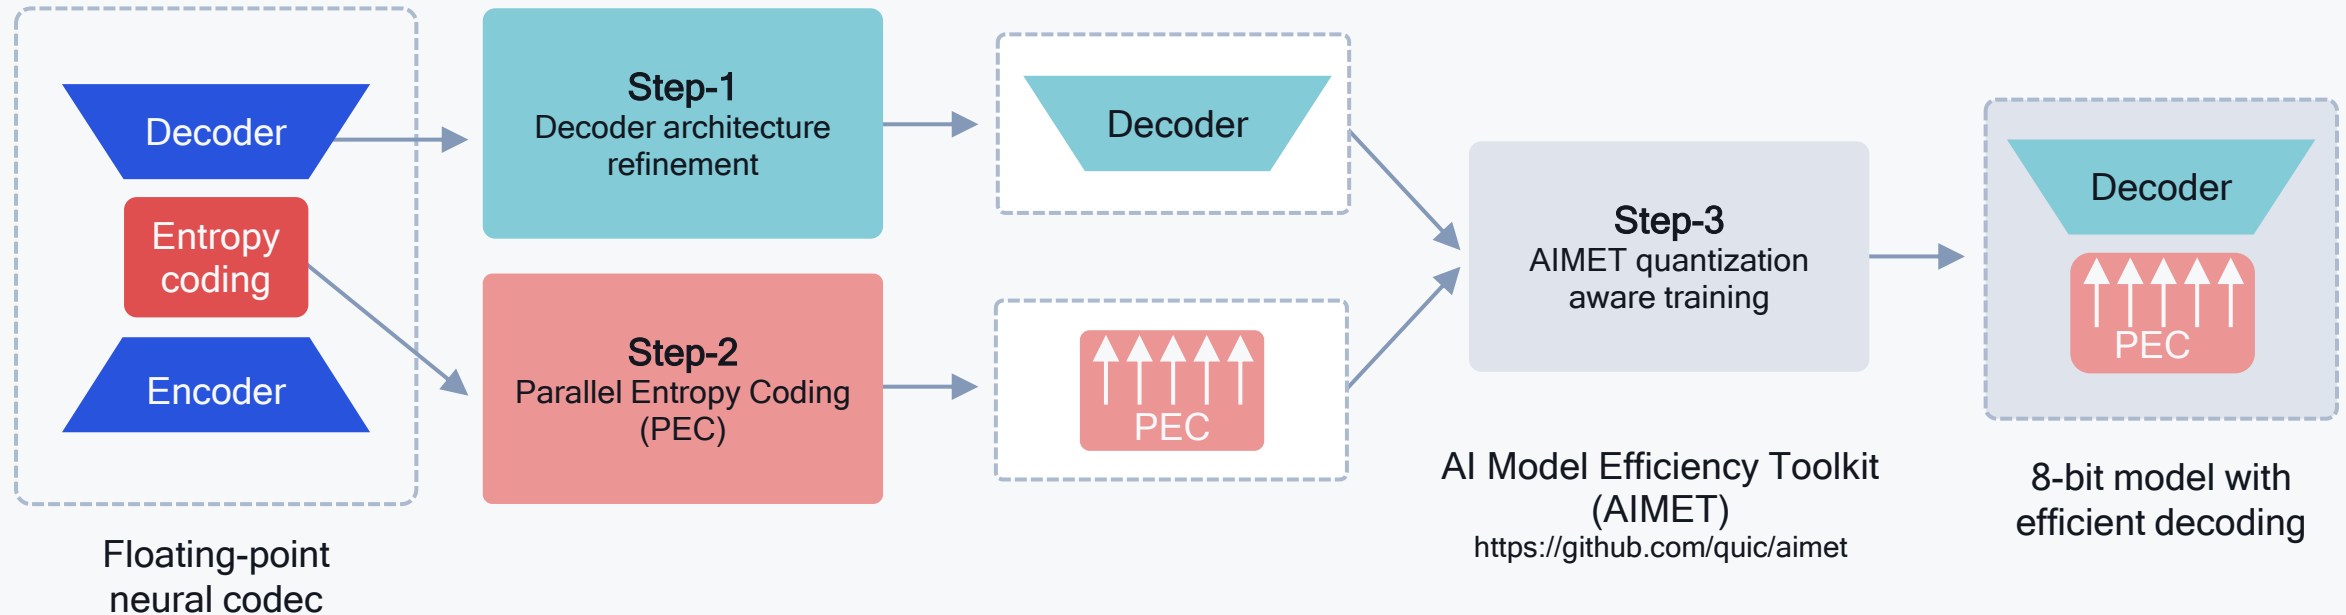 Decoder
Entropy
coding
Encoder
Floating-point
neural codec
Step-1
Decoder architecture
refinement
Step-2
Parallel Entropy Coding
(PEC)
Decoder
PEC
Step-3
AIMET quantization
aware training
AI Model Efficiency Toolkit
(AIMET)
https://github.com/quic/aimet
Decoder
PEC
8-bit model with
efficient decoding